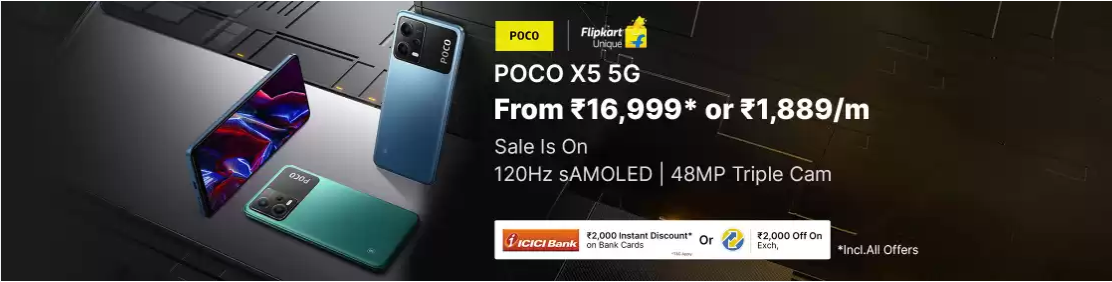 POCO
Flipkart
Unique
POCO X5 5G
From ₹16,999* or ₹1,889/m
Sale Is On
120Hz sAMOLED | 48MP Triple Cam
ICICI Bank
₹2,000 Instant Discount*
on Bank Cards
*T&C Apply
Or
₹2,000 Off On
Exch,
*Incl.All Offers
POCO
POCO